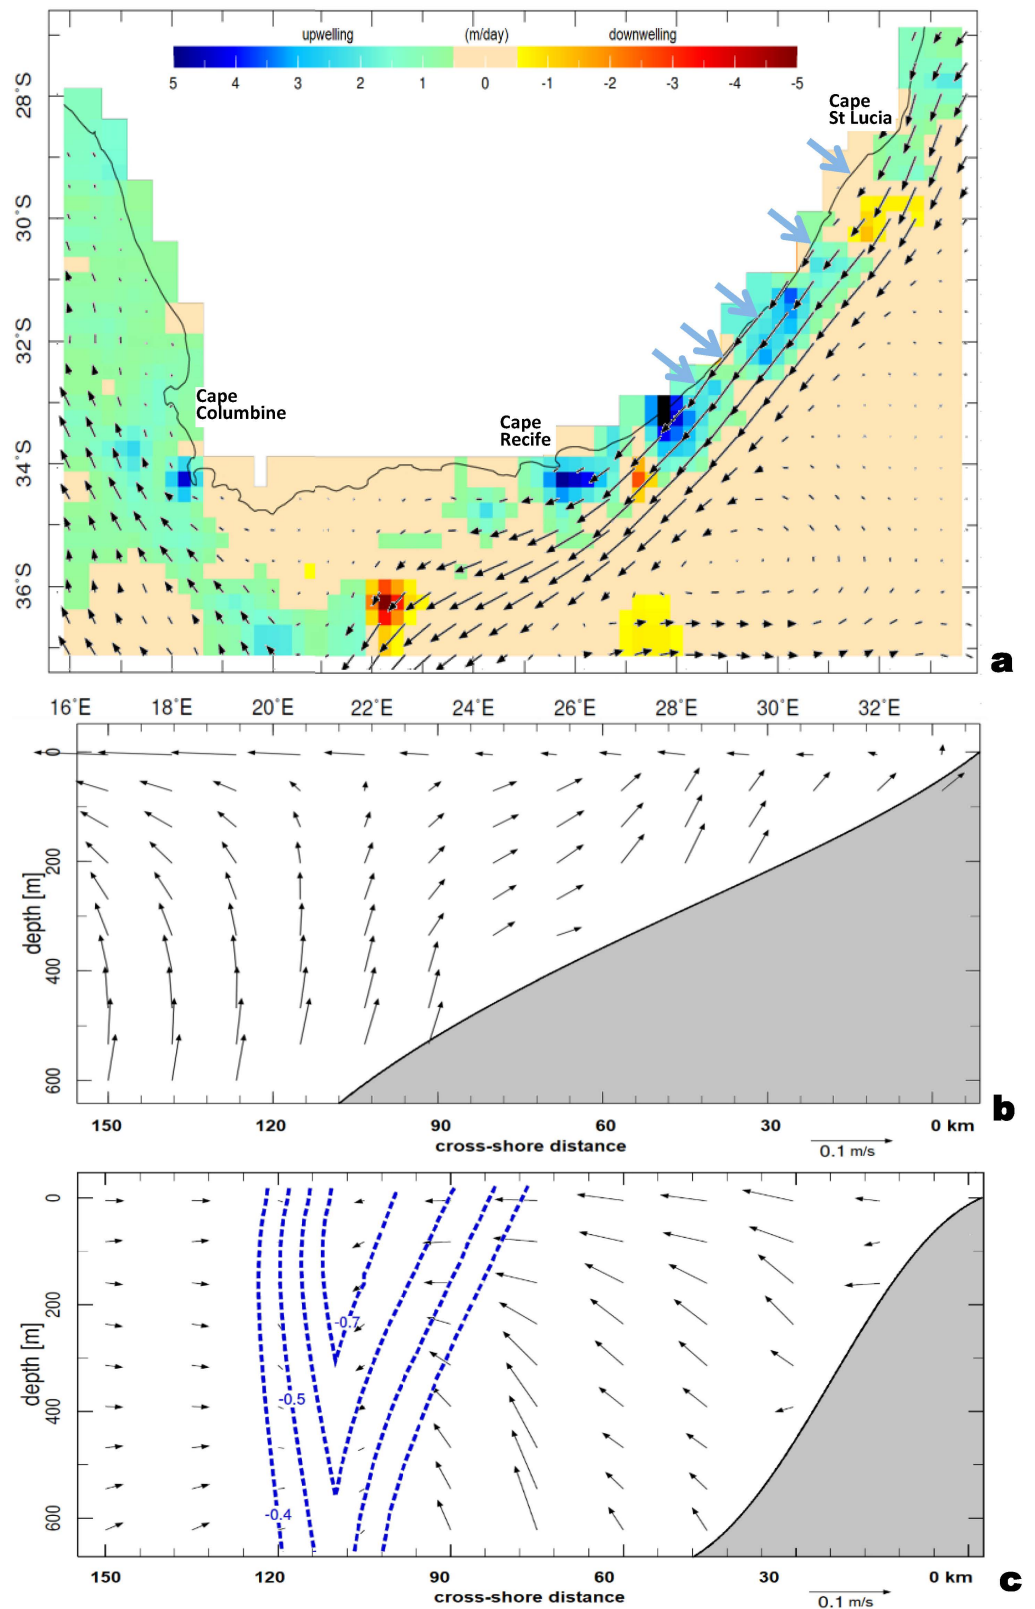 upwelling (m/day) downwelling
5 4 3 2 1 0 -1 -2 -3 -4 -5
Cape
St Lucia
28°S
30°S
32°S
34°S
36°S
Cape
Columbine
Cape
Recife
a
16°E 18°E 20°E 22°E 24°E 26°E 28°E 30°E 32°E
0
200
400
600
depth [m]
b
150 120 90 60 30 0 km
cross-shore distance
0.1 m/s
0
200
400
600
depth [m]
-0.7
-0.5
-0.4
c
150 120 90 60 30 0 km
cross-shore distance
0.1 m/s